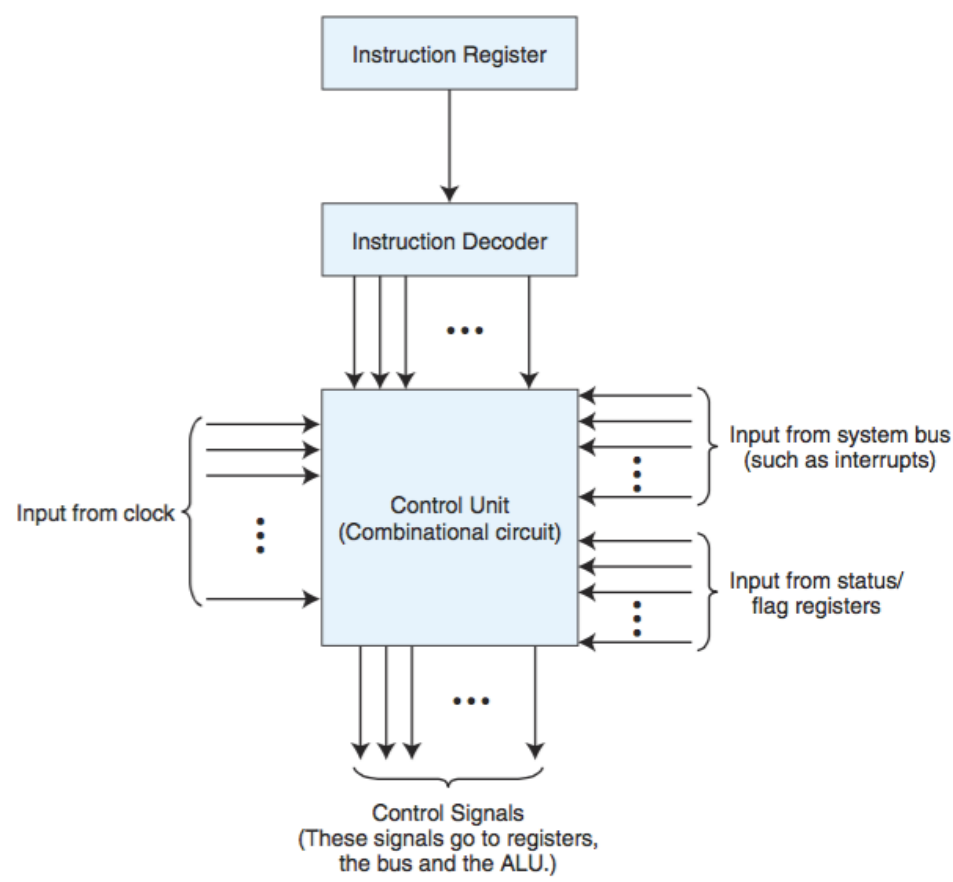 Instruction Register
Instruction Decoder
Input from clock
Control Unit
(Combinational circuit)
Input from system bus
(such as interrupts)
Input from status/
flag registers
Control Signals
(These signals go to registers,
the bus and the ALU.)